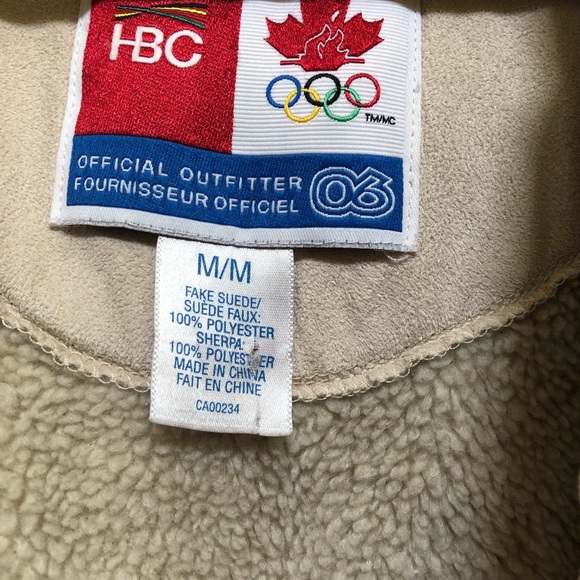 HBC
TM/MC
OFFICIAL OUTFITTER
FOURNISSEUR OFFICIEL
06
M/M
FAKE SUEDE/
SUÈDE FAUX:
100% POLYESTER
SHERPA:
100% POLYESTER
MADE IN CHINA
FAIT EN CHINE
CA00234